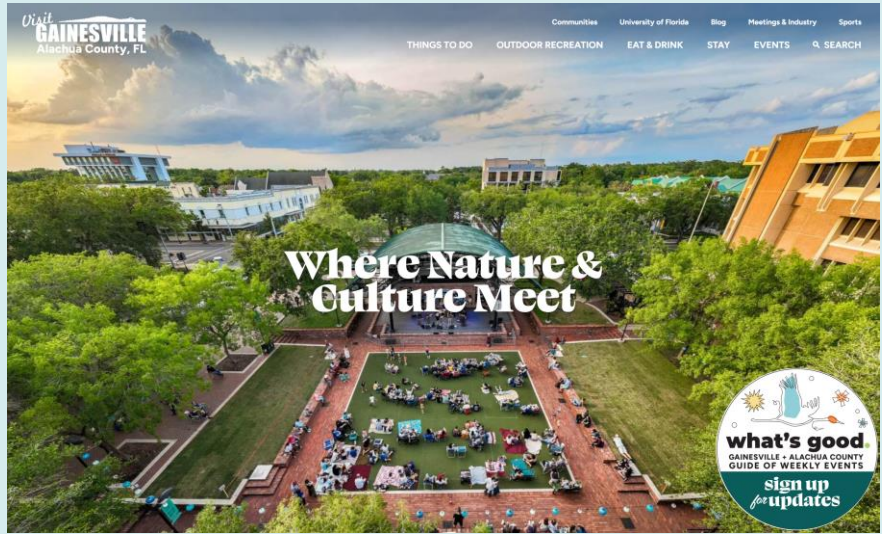 Visit
GAINESVILLE
Alachua County, FL
Communities University of Florida Blog Meetings & Industry Sports
THINGS TO DO OUTDOOR RECREATION EAT & DRINK STAY EVENTS SEARCH
Where Nature &
Culture Meet
what's good.
GAINESVILLE + ALACHUA COUNTY
GUIDE OF WEEKLY EVENTS
sign up
for updates